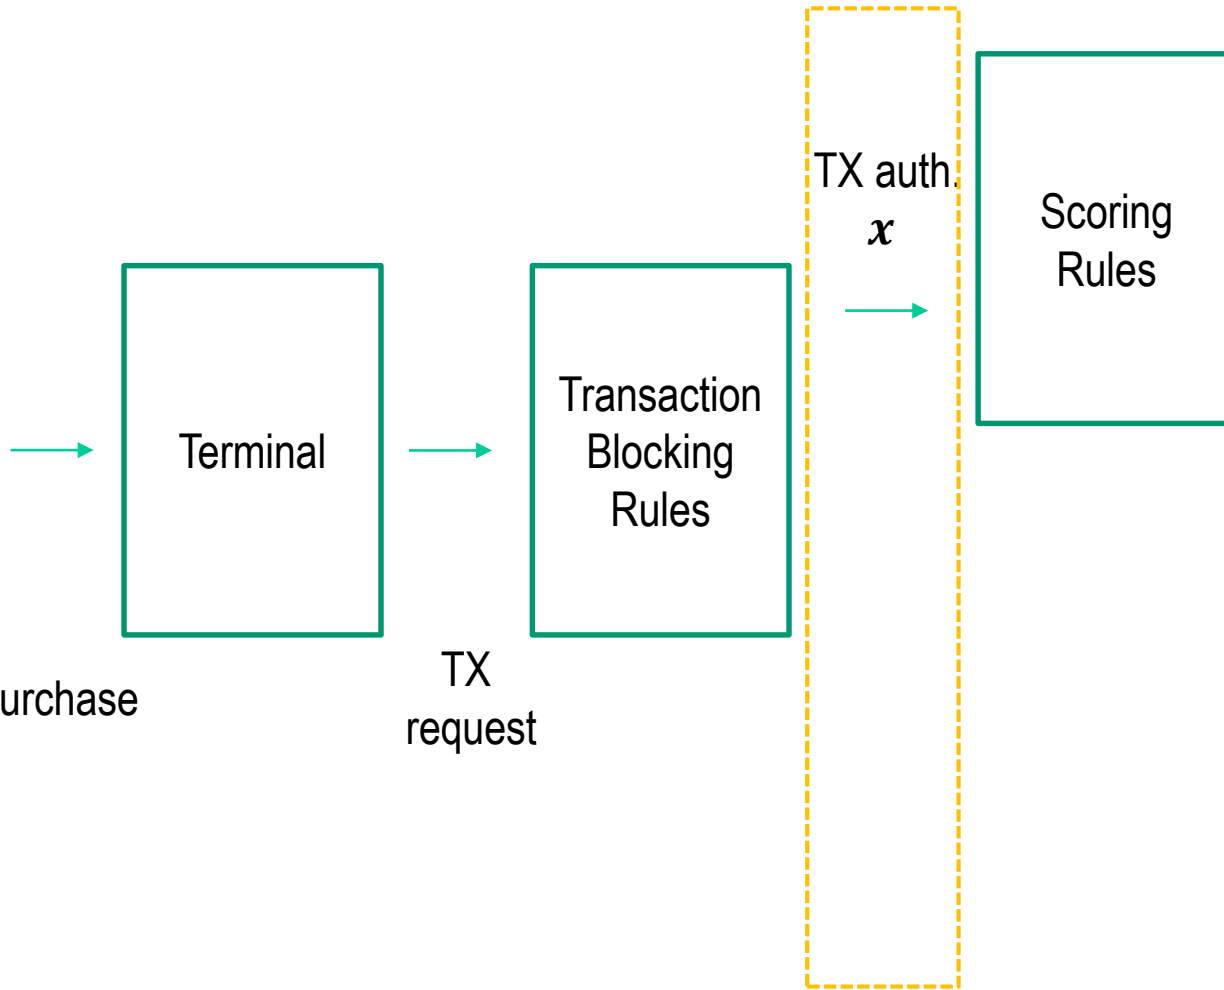 urchase
Terminal
TX
request
Transaction
Blocking
Rules
TX auth.
x
Scoring
Rules